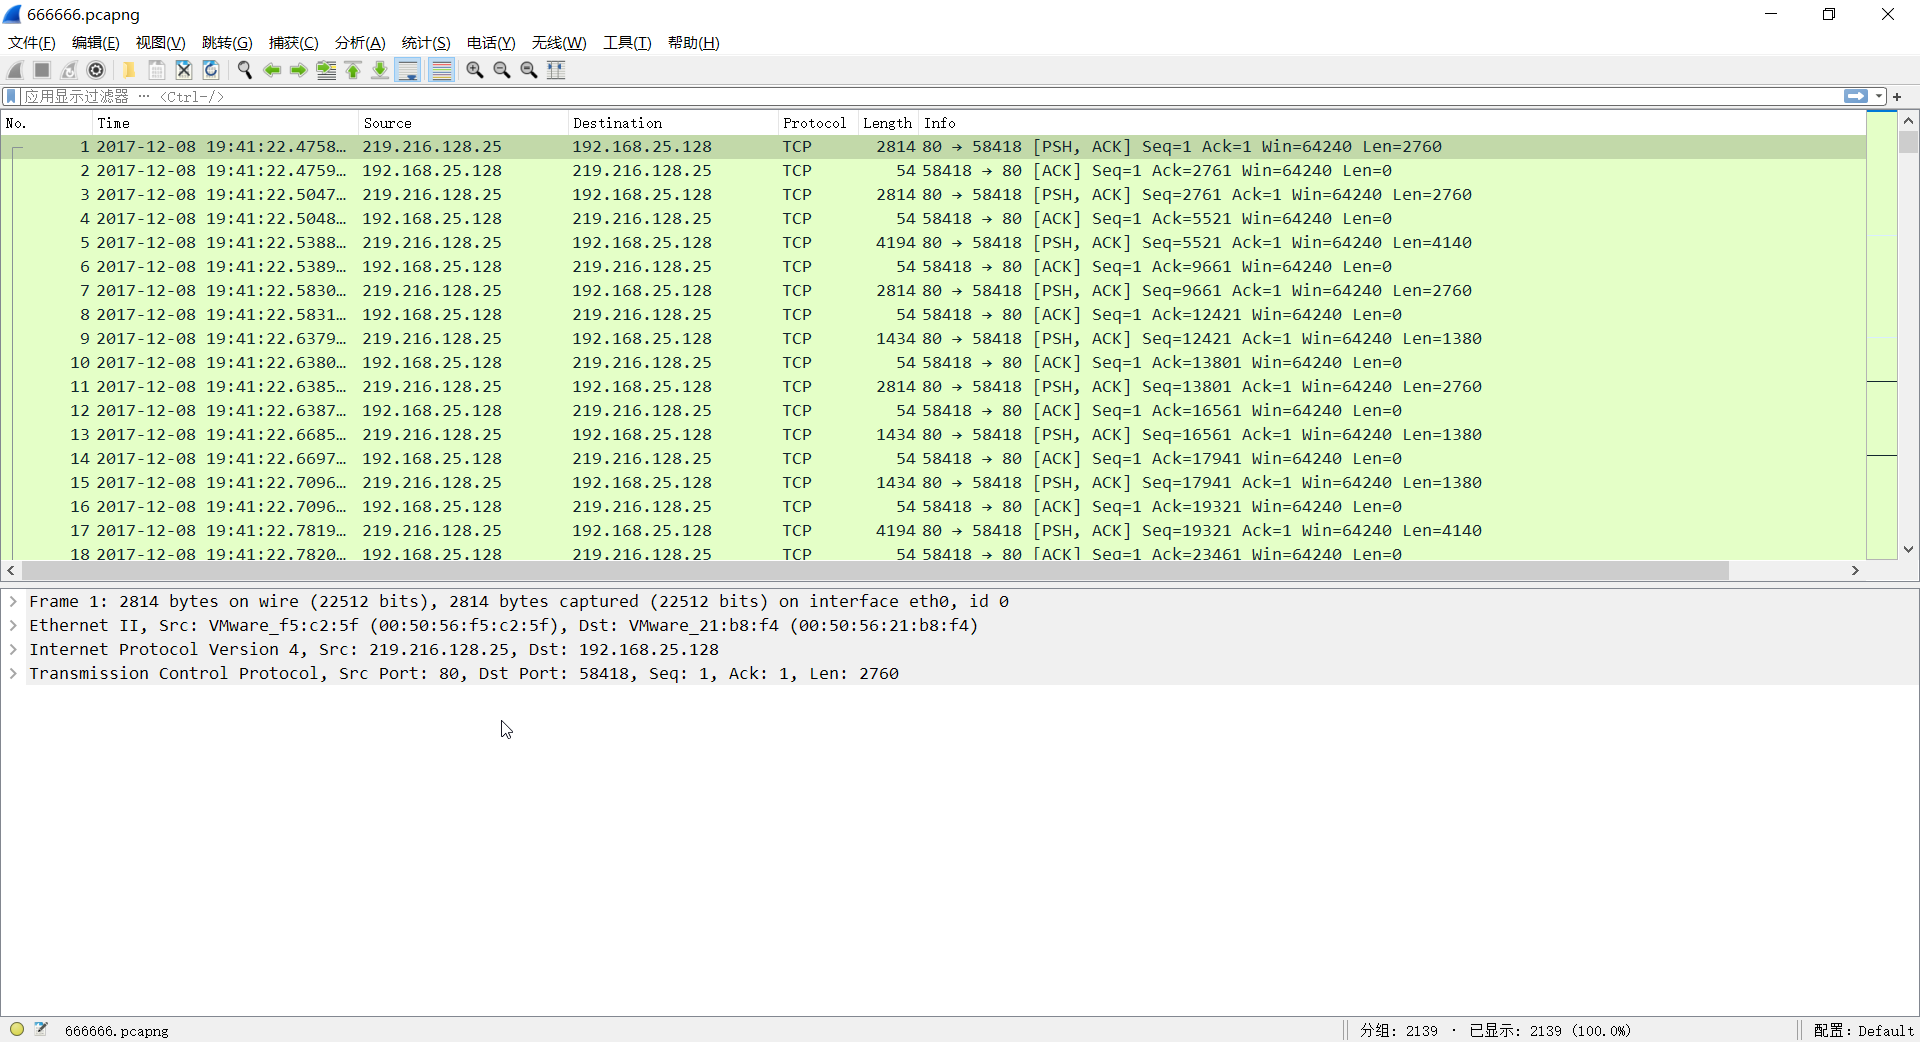 666666.pcapng
文件(F) 编辑(E) 视图(V) 跳转(G) 捕获(C) 分析(A) 统计(S) 电话(Y) 无线(W) 工具(T) 帮助(H)
应用显示过滤器 … <Ctrl-/>
No. Time Source Destination Protocol Length Info
1 2017-12-08 19:41:22.4758… 219.216.128.25 192.168.25.128 TCP 2814 80 → 58418 [PSH, ACK] Seq=1 Ack=1 Win=64240 Len=2760
2 2017-12-08 19:41:22.4759… 192.168.25.128 219.216.128.25 TCP 54 58418 → 80 [ACK] Seq=1 Ack=2761 Win=64240 Len=0
3 2017-12-08 19:41:22.5047… 219.216.128.25 192.168.25.128 TCP 2814 80 → 58418 [PSH, ACK] Seq=2761 Ack=1 Win=64240 Len=2760
4 2017-12-08 19:41:22.5048… 192.168.25.128 219.216.128.25 TCP 54 58418 → 80 [ACK] Seq=1 Ack=5521 Win=64240 Len=0
5 2017-12-08 19:41:22.5388… 219.216.128.25 192.168.25.128 TCP 4194 80 → 58418 [PSH, ACK] Seq=5521 Ack=1 Win=64240 Len=4140
6 2017-12-08 19:41:22.5389… 192.168.25.128 219.216.128.25 TCP 54 58418 → 80 [ACK] Seq=1 Ack=9661 Win=64240 Len=0
7 2017-12-08 19:41:22.5830… 219.216.128.25 192.168.25.128 TCP 2814 80 → 58418 [PSH, ACK] Seq=9661 Ack=1 Win=64240 Len=2760
8 2017-12-08 19:41:22.5831… 192.168.25.128 219.216.128.25 TCP 54 58418 → 80 [ACK] Seq=1 Ack=12421 Win=64240 Len=0
9 2017-12-08 19:41:22.6379… 219.216.128.25 192.168.25.128 TCP 1434 80 → 58418 [PSH, ACK] Seq=12421 Ack=1 Win=64240 Len=1380
10 2017-12-08 19:41:22.6380… 192.168.25.128 219.216.128.25 TCP 54 58418 → 80 [ACK] Seq=1 Ack=13801 Win=64240 Len=0
11 2017-12-08 19:41:22.6385… 219.216.128.25 192.168.25.128 TCP 2814 80 → 58418 [PSH, ACK] Seq=13801 Ack=1 Win=64240 Len=2760
12 2017-12-08 19:41:22.6387… 192.168.25.128 219.216.128.25 TCP 54 58418 → 80 [ACK] Seq=1 Ack=16561 Win=64240 Len=0
13 2017-12-08 19:41:22.6685… 219.216.128.25 192.168.25.128 TCP 1434 80 → 58418 [PSH, ACK] Seq=16561 Ack=1 Win=64240 Len=1380
14 2017-12-08 19:41:22.6697… 192.168.25.128 219.216.128.25 TCP 54 58418 → 80 [ACK] Seq=1 Ack=17941 Win=64240 Len=0
15 2017-12-08 19:41:22.7096… 219.216.128.25 192.168.25.128 TCP 1434 80 → 58418 [PSH, ACK] Seq=17941 Ack=1 Win=64240 Len=1380
16 2017-12-08 19:41:22.7096… 192.168.25.128 219.216.128.25 TCP 54 58418 → 80 [ACK] Seq=1 Ack=19321 Win=64240 Len=0
17 2017-12-08 19:41:22.7819… 219.216.128.25 192.168.25.128 TCP 4194 80 → 58418 [PSH, ACK] Seq=19321 Ack=1 Win=64240 Len=4140
18 2017-12-08 19:41:22.7820… 192.168.25.128 219.216.128.25 TCP 54 58418 → 80 [ACK] Seq=1 Ack=23461 Win=64240 Len=0
Frame 1: 2814 bytes on wire (22512 bits), 2814 bytes captured (22512 bits) on interface eth0, id 0
Ethernet II, Src: VMware_f5:c2:5f (00:50:56:f5:c2:5f), Dst: VMware_21:b8:f4 (00:50:56:21:b8:f4)
Internet Protocol Version 4, Src: 219.216.128.25, Dst: 192.168.25.128
Transmission Control Protocol, Src Port: 80, Dst Port: 58418, Seq: 1, Ack: 1, Len: 2760
666666.pcapng 分组: 2139 · 已显示: 2139 (100.0%) 配置: Default